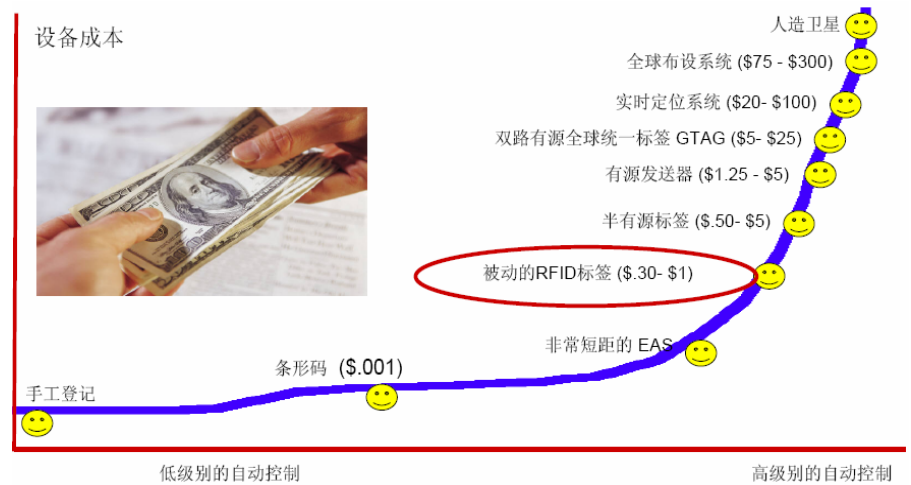 设备成本
人造卫星
全球布设系统 ($75 - $300)
实时定位系统 ($20- $100)
双路有源全球统一标签 GTAG ($5- $25)
有源发送器 ($1.25 - $5)
半有源标签 ($.50- $5)
被动的RFID标签 ($.30- $1)
非常短距的 EAS
条形码 ($.001)
手工登记
低级别的自动控制
高级别的自动控制